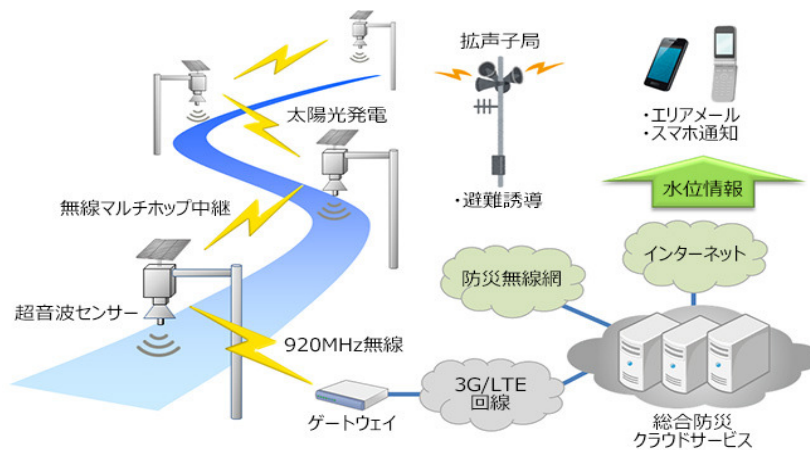 拡声子局
太陽光発電
・エリアメール
・スマホ通知
無線マルチホップ中継
・避難誘導
水位情報
超音波センサー
防災無線網
インターネット
920MHz無線
3G/LTE
回線
ゲートウェイ
総合防災
クラウドサービス